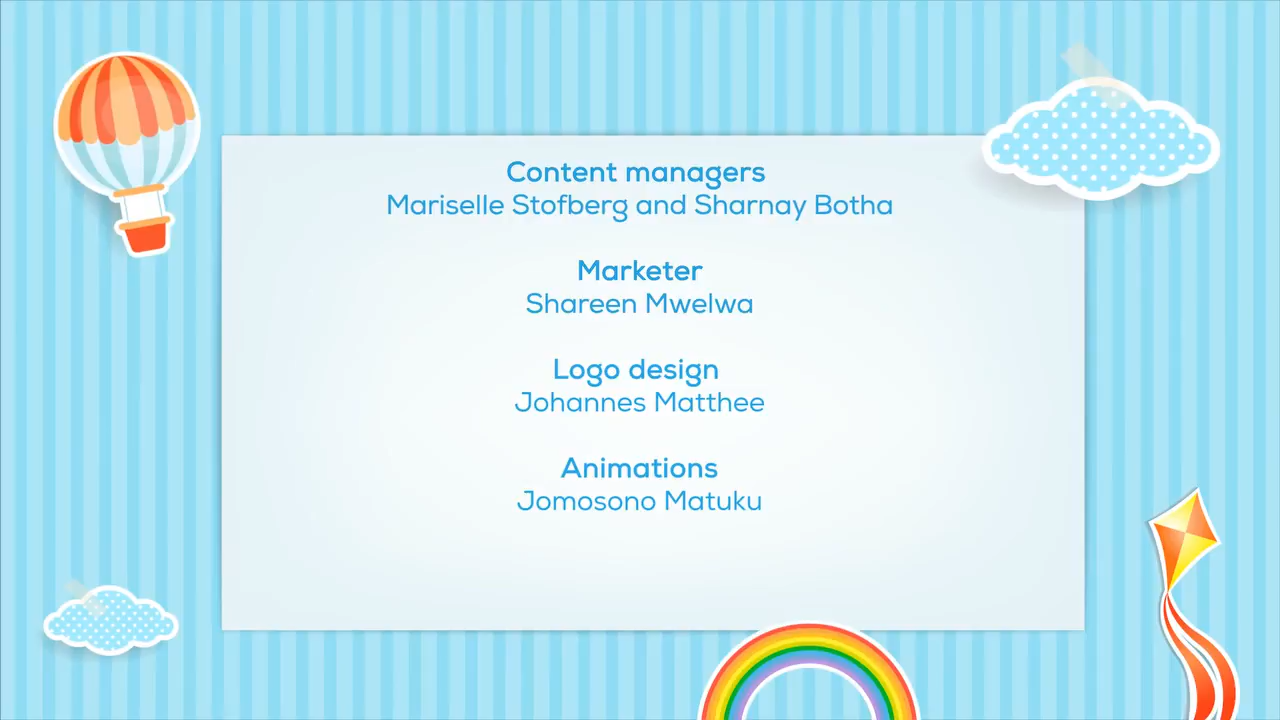 Content managers
Mariselle Stofberg and Sharnay Botha
Marketer
Shareen Mwelwa
Logo design
Johannes Matthee
Animations
Jomosono Matuku